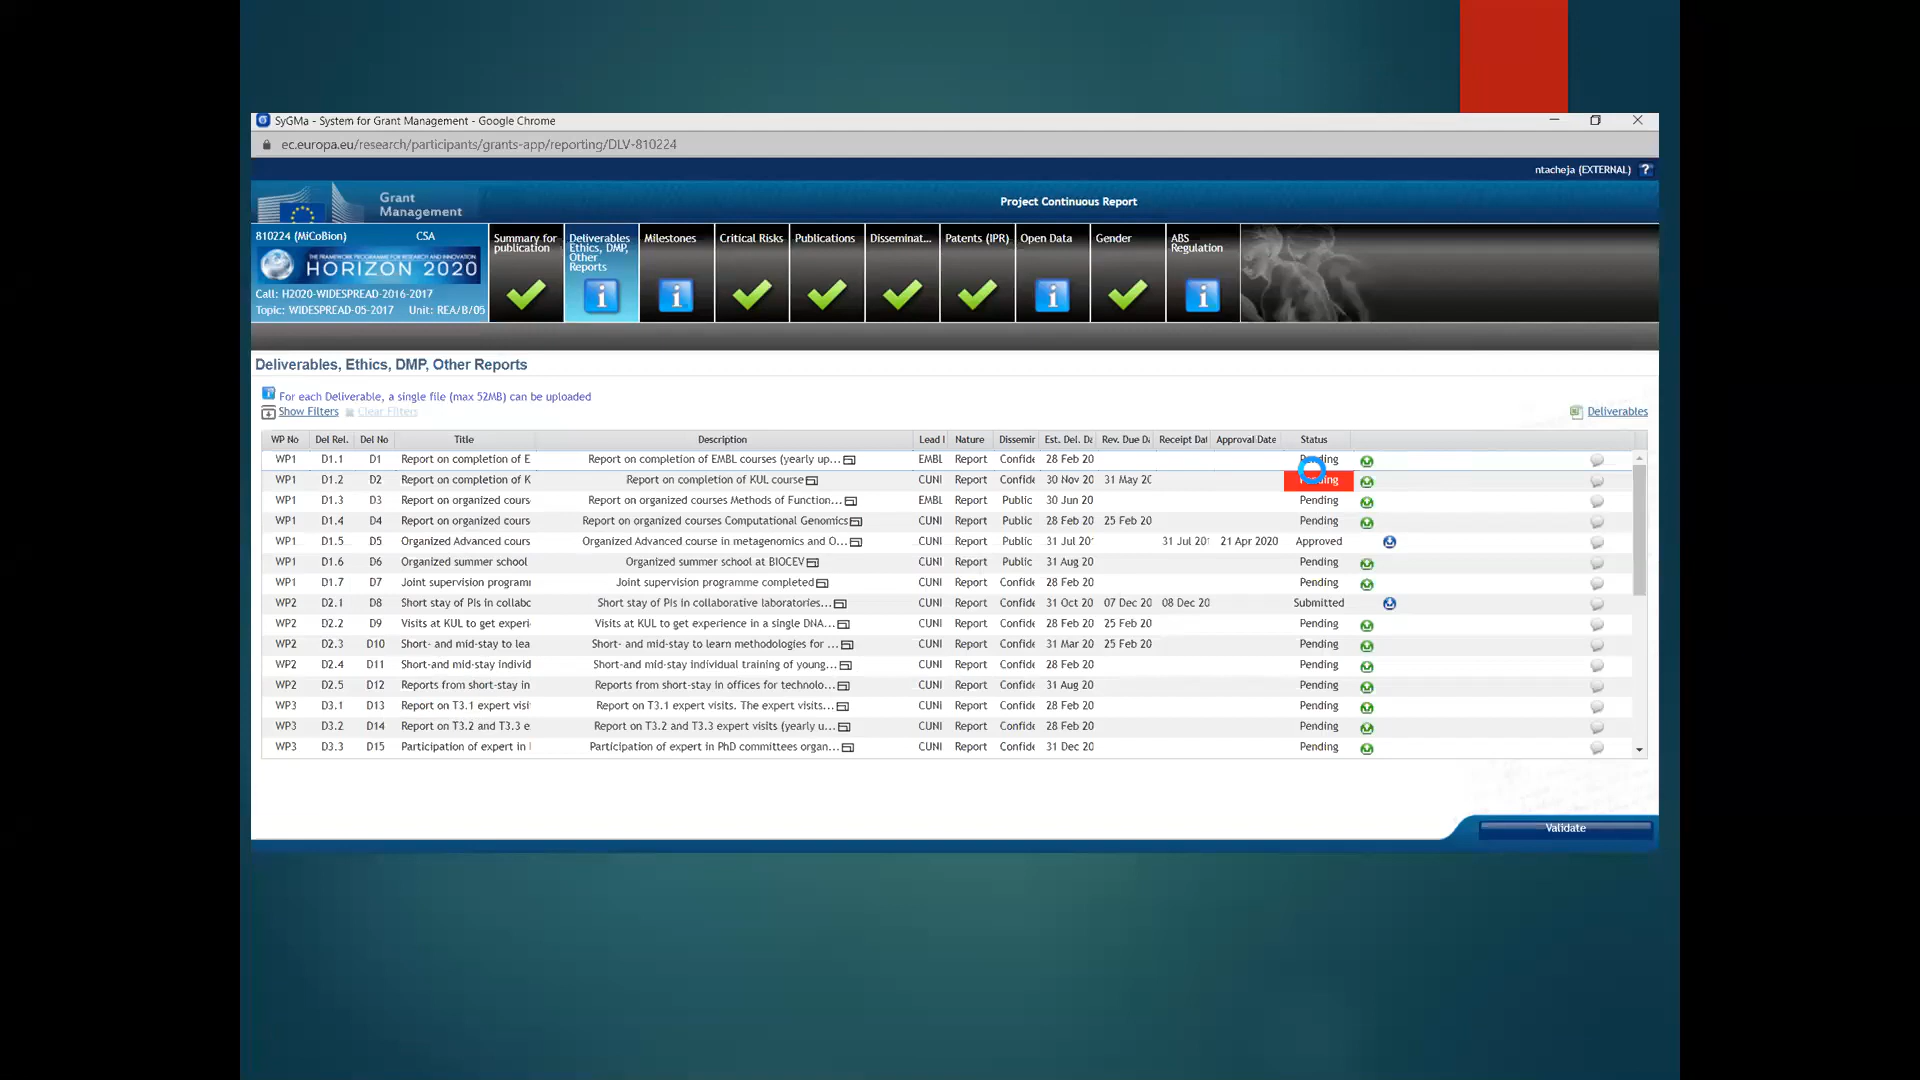 SyGMa - System for Grant Management - Google Chrome
ec.europa.eu/research/participants/grants-app/reporting/DLV-810224
ntacheja (EXTERNAL) ?
Grant
Management
Project Continuous Report
810224 (MiCoBion) CSA
THE FRAMEWORK PROGRAMME FOR RESEARCH AND INNOVATION
HORIZON 2020
Call: H2020-WIDESPREAD-2016-2017
Topic: WIDESPREAD-05-2017 Unit: REA/B/05
Summary for
publication
Deliverables
Ethics, DMP,
Other
Reports
Milestones
Critical Risks
Publications
Disseminat...
Patents (IPR)
Open Data
Gender
ABS
Regulation
Deliverables, Ethics, DMP, Other Reports
For each Deliverable, a single file (max 52MB) can be uploaded
Show Filters Clear Filters
Deliverables
WP No Del Rel. Del No Title Description Lead Nature Dissemin Est. Del. Da Rev. Due Da Receipt Dat Approval Date Status
WP1 D1.1 D1 Report on completion of E Report on completion of EMBL courses (yearly up... EMBL Report Confide 28 Feb 20 Pending
WP1 D1.2 D2 Report on completion of K Report on completion of KUL course CUNI Report Confide 30 Nov 20 31 May 20 Pending
WP1 D1.3 D3 Report on organized cours Report on organized courses Methods of Function... EMBL Report Public 30 Jun 20 Pending
WP1 D1.4 D4 Report on organized cours Report on organized courses Computational Genomics CUNI Report Public 28 Feb 20 25 Feb 20 Pending
WP1 D1.5 D5 Organized Advanced cours Organized Advanced course in metagenomics and O... CUNI Report Public 31 Jul 201 31 Jul 201 21 Apr 2020 Approved
WP1 D1.6 D6 Organized summer school Organized summer school at BIOCEV CUNI Report Public 31 Aug 20 Pending
WP1 D1.7 D7 Joint supervision programm Joint supervision programme completed CUNI Report Confide 28 Feb 20 Pending
WP2 D2.1 D8 Short stay of PIs in collabc Short stay of PIs in collaborative laboratories... CUNI Report Confide 31 Oct 20 07 Dec 20 08 Dec 20 Submitted
WP2 D2.2 D9 Visits at KUL to get experi Visits at KUL to get experience in a single DNA... CUNI Report Confide 28 Feb 20 25 Feb 20 Pending
WP2 D2.3 D10 Short- and mid-stay to lea Short- and mid-stay to learn methodologies for ... CUNI Report Confide 31 Mar 20 25 Feb 20 Pending
WP2 D2.4 D11 Short-and mid-stay individ Short-and mid-stay individual training of young... CUNI Report Confide 28 Feb 20 Pending
WP2 D2.5 D12 Reports from short-stay in Reports from short-stay in offices for technolo... CUNI Report Confide 31 Aug 20 Pending
WP3 D3.1 D13 Report on T3.1 expert visi Report on T3.1 expert visits. The expert visits... CUNI Report Confide 28 Feb 20 Pending
WP3 D3.2 D14 Report on T3.2 and T3.3 e Report on T3.2 and T3.3 expert visits (yearly u... CUNI Report Confide 28 Feb 20 Pending
WP3 D3.3 D15 Participation of expert in Participation of expert in PhD committees organ... CUNI Report Confide 31 Dec 20 Pending
Validate